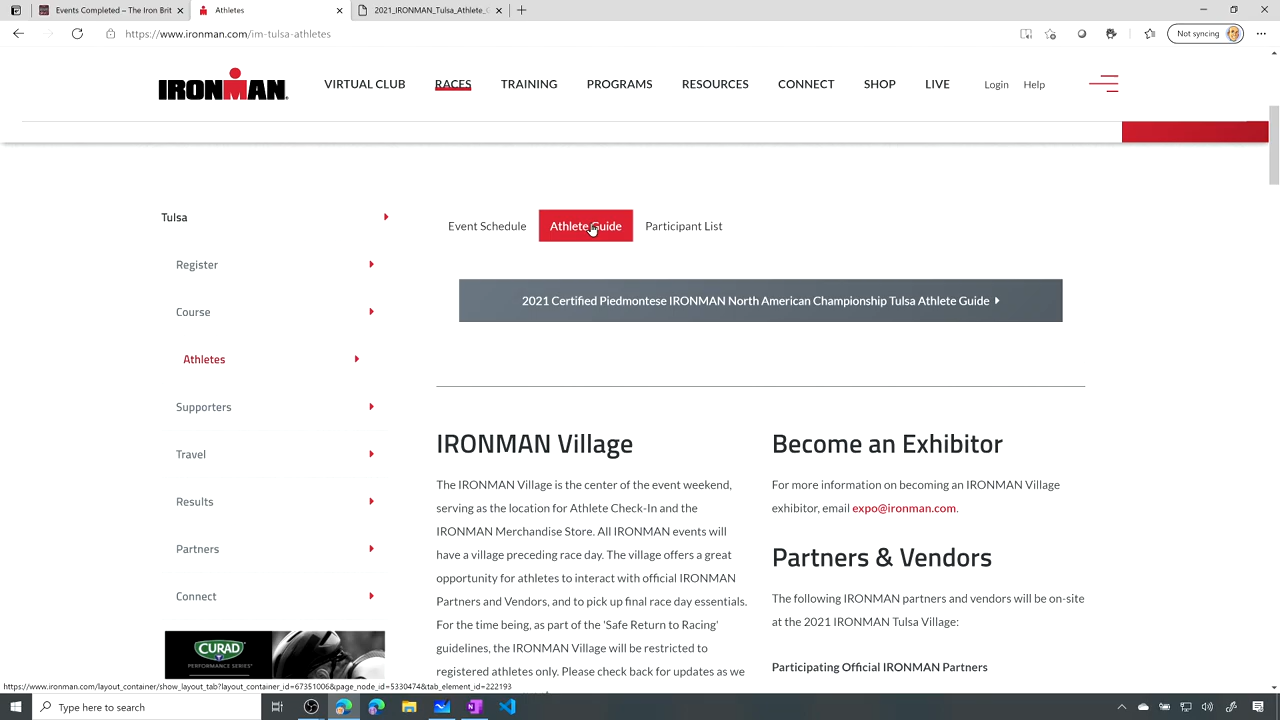 Events Completed – The Iron Brit
Athletes
2021_IRONMAN_Tulsa_Athlete_G
https://www.ironman.com/im-tulsa-athletes
Not syncing
IRONMAN
VIRTUAL CLUB
RACES
TRAINING
PROGRAMS
RESOURCES
CONNECT
SHOP
LIVE
Login
Help
Tulsa
Register
Course
Athletes
Supporters
Travel
Results
Partners
Connect
CURAD
PERFORMANCE SERIES
Event Schedule
Athlete Guide
Participant List
2021 Certified Piedmontese IRONMAN North American Championship Tulsa Athlete Guide
IRONMAN Village
The IRONMAN Village is the center of the event weekend,
serving as the location for Athlete Check-In and the
IRONMAN Merchandise Store. All IRONMAN events will
have a village preceding race day. The village offers a great
opportunity for athletes to interact with official IRONMAN
Partners and Vendors, and to pick up final race day essentials.
For the time being, as part of the 'Safe Return to Racing'
guidelines, the IRONMAN Village will be restricted to
registered athletes only. Please check back for updates as we
Become an Exhibitor
For more information on becoming an IRONMAN Village
exhibitor, email expo@ironman.com.
Partners & Vendors
The following IRONMAN partners and vendors will be on-site
at the 2021 IRONMAN Tulsa Village:
Participating Official IRONMAN Partners
https://www.ironman.com/layout_container/show_layout_tab?layout_container_id=67351006&page_node_id=5330474&tab_element_id=222193
Type here to search